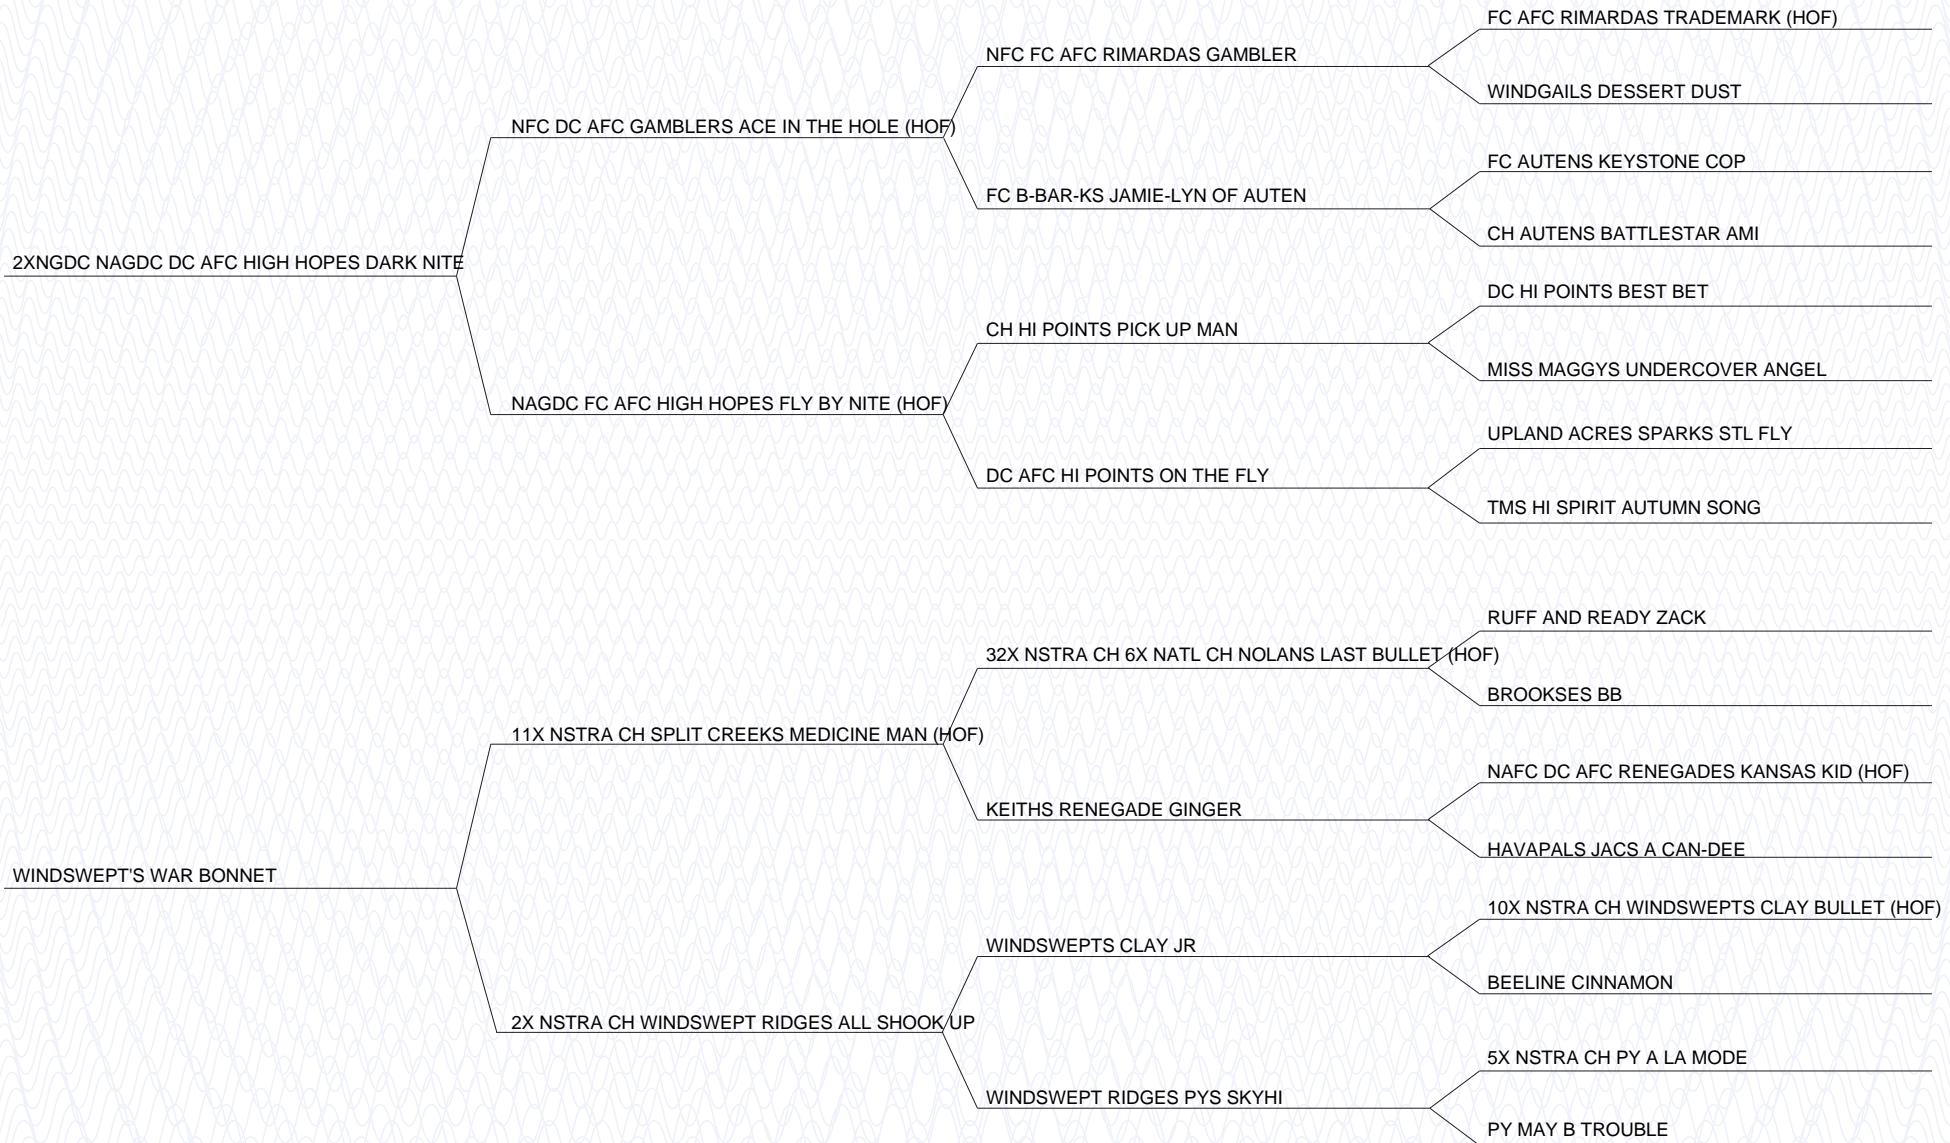 FC AFC RIMARDAS TRADEMARK (HOF)
NFC FC AFC RIMARDAS GAMBLER
WINDGAILS DESSERT DUST
NFC DC AFC GAMBLERS ACE IN THE HOLE (HOF)
FC AUTENS KEYSTONE COP
FC B-BAR-KS JAMIE-LYN OF AUTEN
CH AUTENS BATTLESTAR AMI
2XNGDC NAGDC DC AFC HIGH HOPES DARK NITE
DC HI POINTS BEST BET
CH HI POINTS PICK UP MAN
MISS MAGGYS UNDERCOVER ANGEL
NAGDC FC AFC HIGH HOPES FLY BY NITE (HOF)
UPLAND ACRES SPARKS STL FLY
DC AFC HI POINTS ON THE FLY
TMS HI SPIRIT AUTUMN SONG
RUFF AND READY ZACK
32X NSTRA CH 6X NATL CH NOLANS LAST BULLET (HOF)
BROOKSES BB
11X NSTRA CH SPLIT CREEKS MEDICINE MAN (HOF)
NAFC DC AFC RENEGADES KANSAS KID (HOF)
KEITHS RENEGADE GINGER
HAVAPALS JACS A CAN-DEE
WINDSWEPT'S WAR BONNET
10X NSTRA CH WINDSWEPTS CLAY BULLET (HOF)
WINDSWEPTS CLAY JR
BEELINE CINNAMON
2X NSTRA CH WINDSWEPT RIDGES ALL SHOOK UP
5X NSTRA CH PY A LA MODE
WINDSWEPT RIDGES PYS SKYHI
PY MAY B TROUBLE